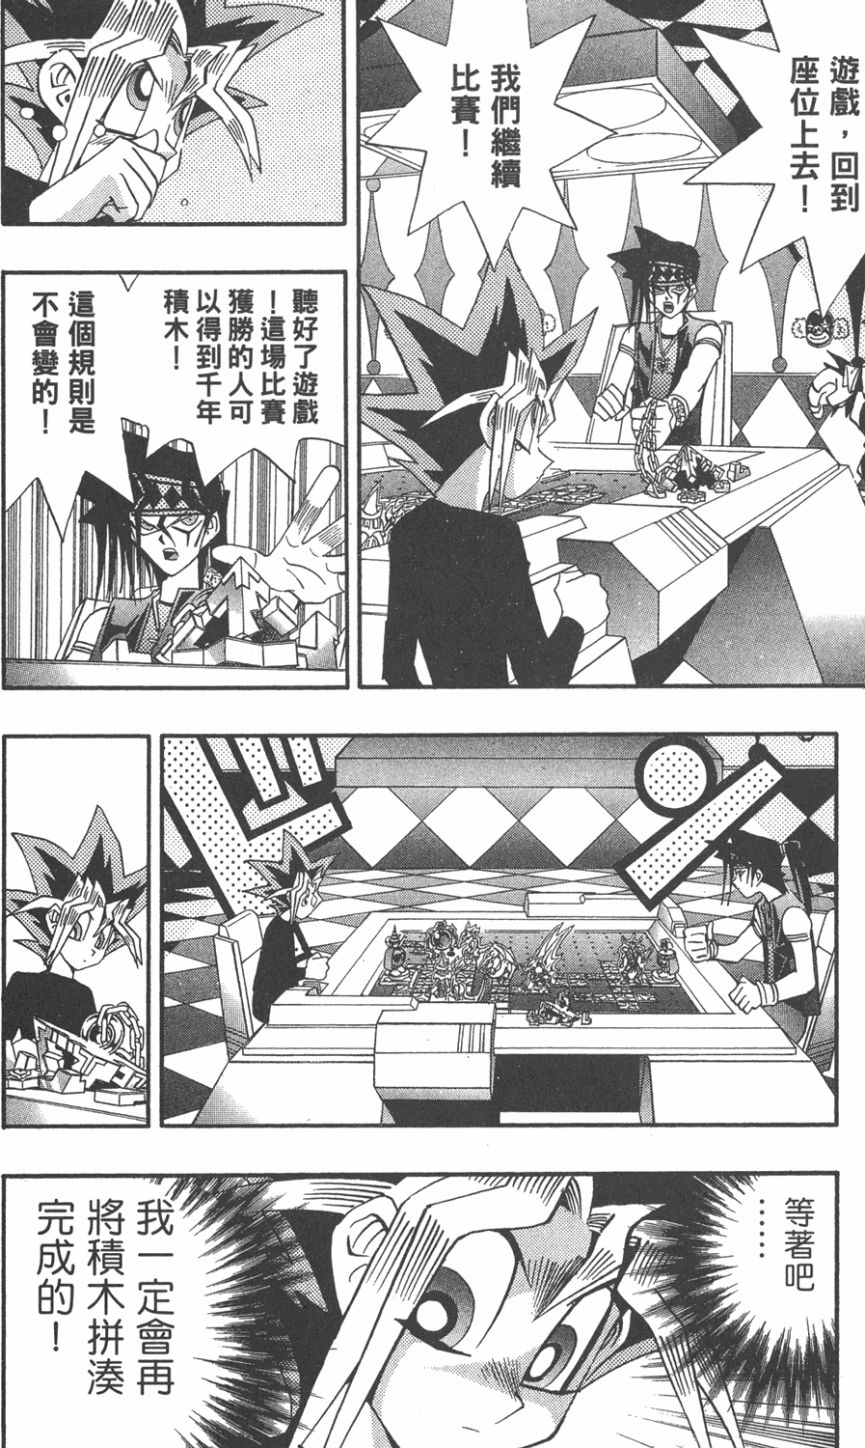 遊戲，回到
座位上去！
我們繼續
比賽！
聽好了遊戲
！這場比賽
獲勝的人可
以得到千年
積木！
這個規則是
不會變的！
等著吧
……
我一定會再
將積木拼湊
完成的！